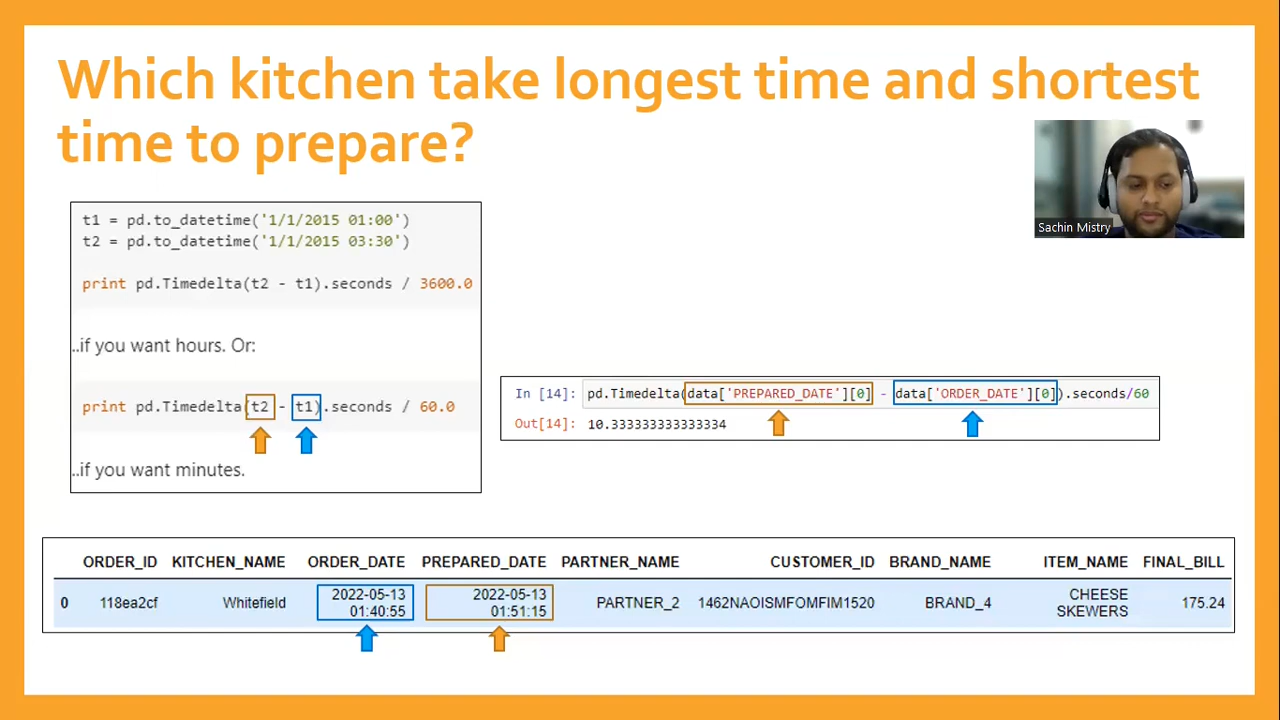 Which kitchen take longest time and shortest
time to prepare?
Sachin Mistry
t1 = pd.to_datetime('1/1/2015 01:00')
t2 = pd.to_datetime('1/1/2015 03:30')
print pd.Timedelta(t2 - t1).seconds / 3600.0
..if you want hours. Or:
print pd.Timedelta(t2 - t1).seconds / 60.0
..if you want minutes.
In [14]: pd.Timedelta(data['PREPARED_DATE'][0] - data['ORDER_DATE'][0]).seconds/60
Out[14]: 10.333333333333334
ORDER_ID KITCHEN_NAME ORDER_DATE PREPARED_DATE PARTNER_NAME CUSTOMER_ID BRAND_NAME ITEM_NAME FINAL_BILL
0 118ea2cf Whitefield 2022-05-13 01:40:55 2022-05-13 01:51:15 PARTNER_2 1462NAOISMFOMFIM1520 BRAND_4 CHEESE SKEWERS 175.24